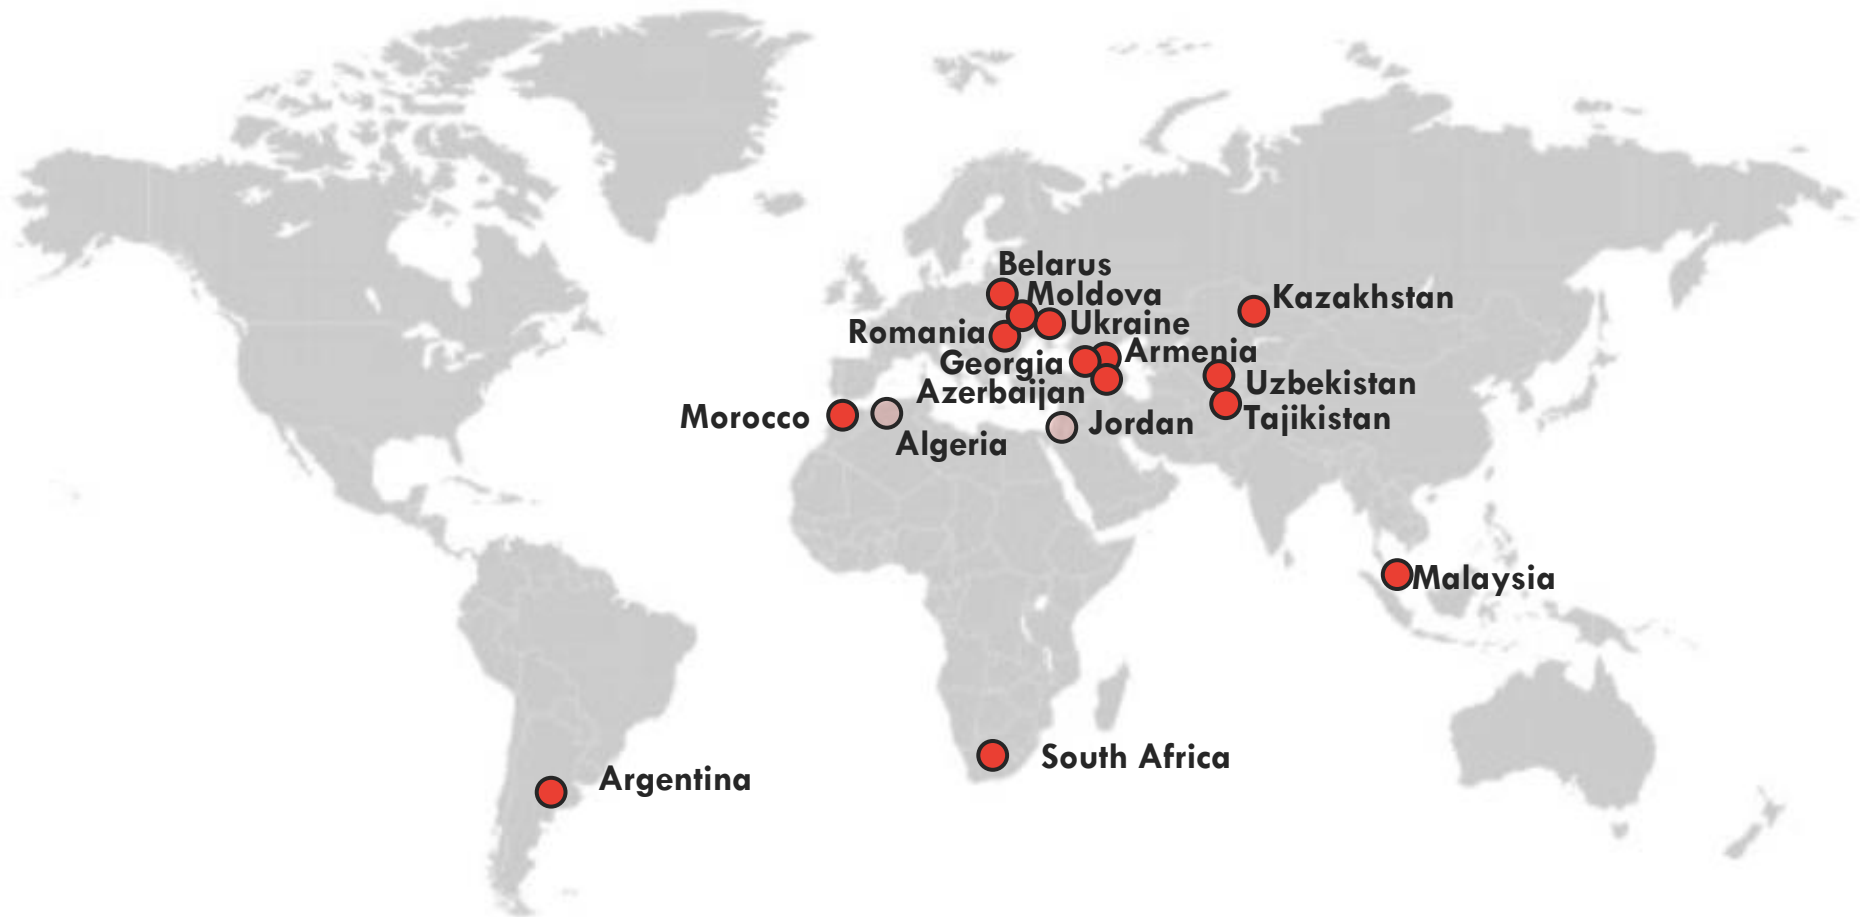 Belarus
Moldova
Kazakhstan
Romania
Ukraine
Georgia
Armenia
Azerbaijan
Uzbekistan
Morocco
Algeria
Jordan
Tajikistan
Malaysia
South Africa
Argentina